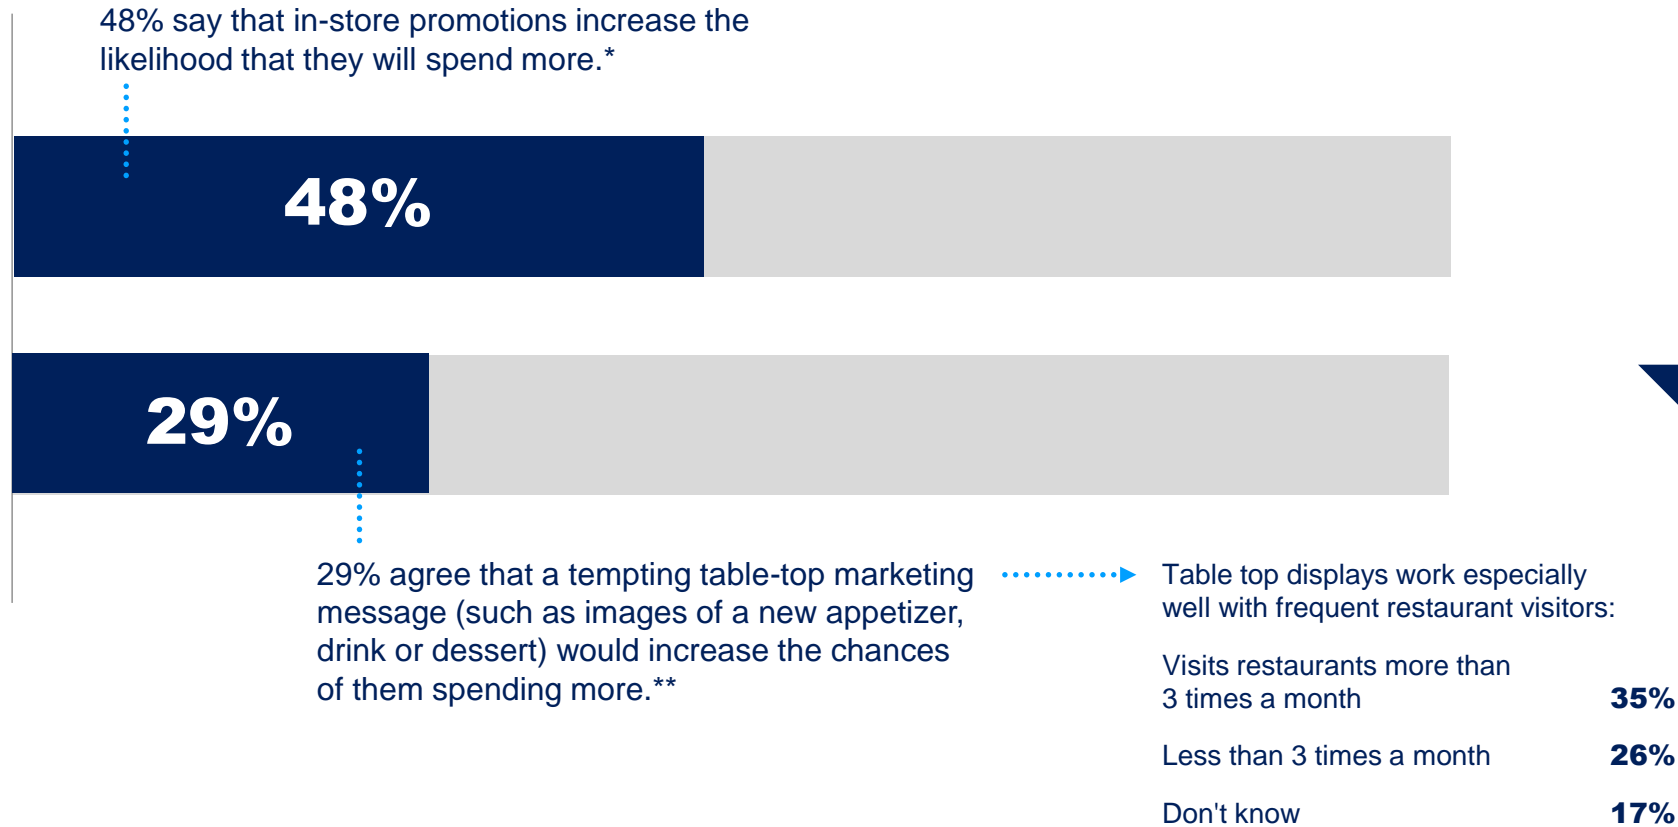 48% say that in-store promotions increase the
likelihood that they will spend more.*
48%
29%
29% agree that a tempting table-top marketing
message (such as images of a new appetizer,
drink or dessert) would increase the chances
of them spending more.**
Table top displays work especially
well with frequent restaurant visitors:
Visits restaurants more than
3 times a month 35%
Less than 3 times a month 26%
Don't know 17%